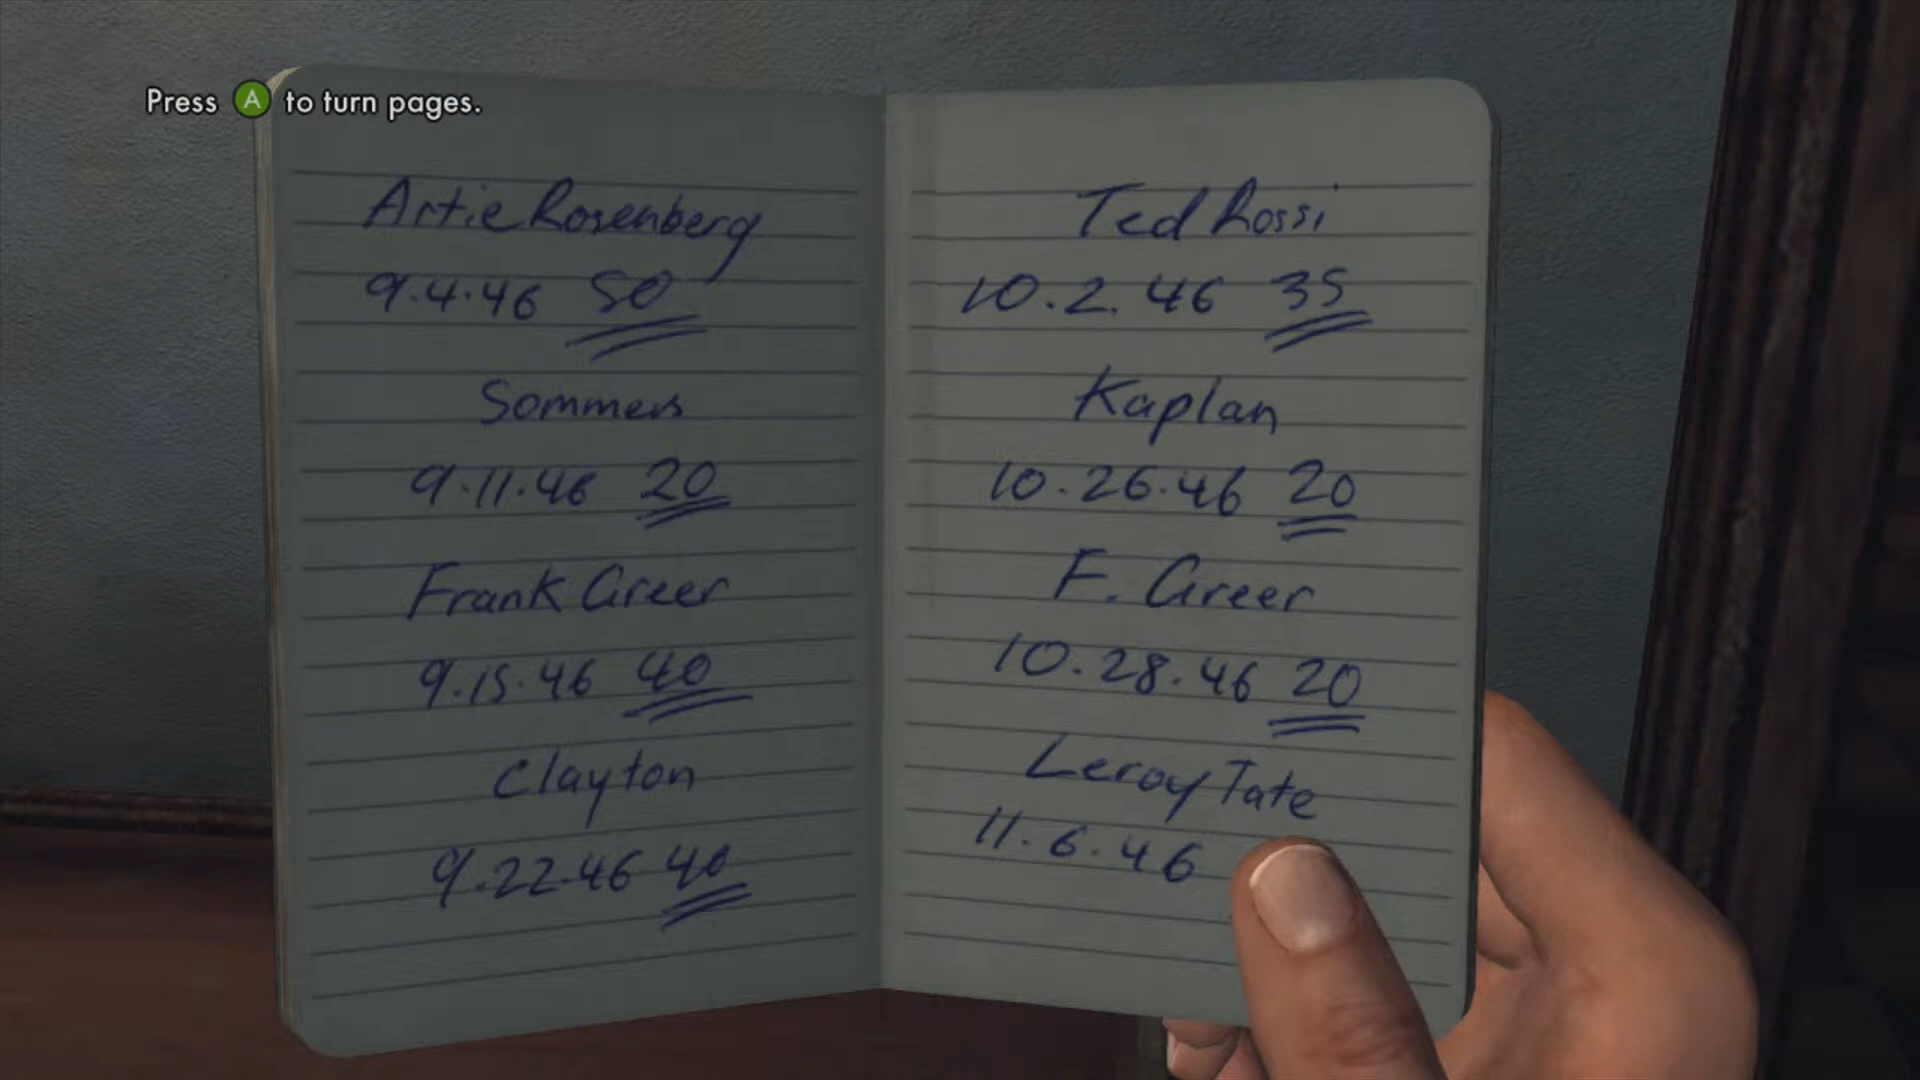 Press A to turn pages.
Artie Rosenberg
9.4.46 50
Sommers
9.11.46 20
Frank Greer
9.15.46 40
Clayton
9.22.46 40
Ted Rossi
10.2.46 35
Kaplan
10.26.46 20
F. Greer
10.28.46 20
Leroy Tate
11.6.46